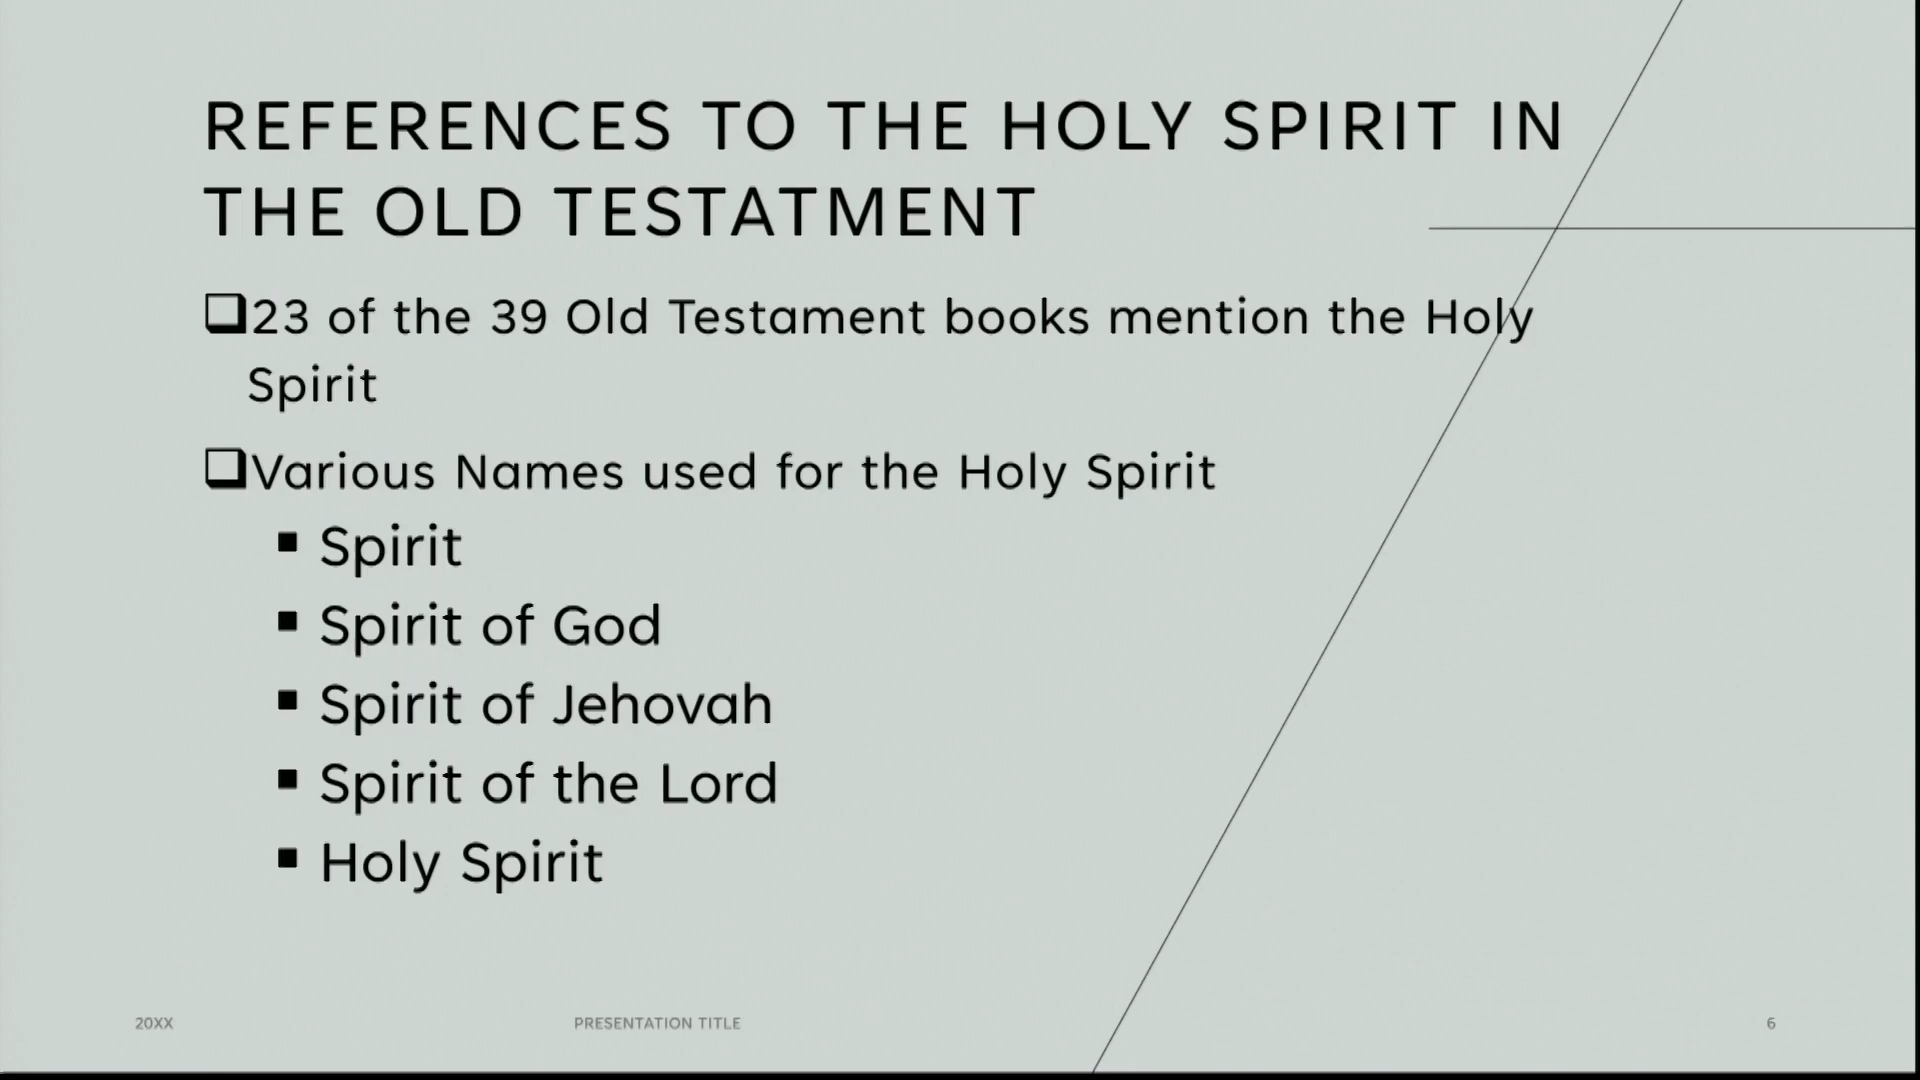 REFERENCES TO THE HOLY SPIRIT IN
THE OLD TESTATMENT
23 of the 39 Old Testament books mention the Holy
Spirit
Various Names used for the Holy Spirit
Spirit
Spirit of God
Spirit of Jehovah
Spirit of the Lord
Holy Spirit
20XX
PRESENTATION TITLE
6